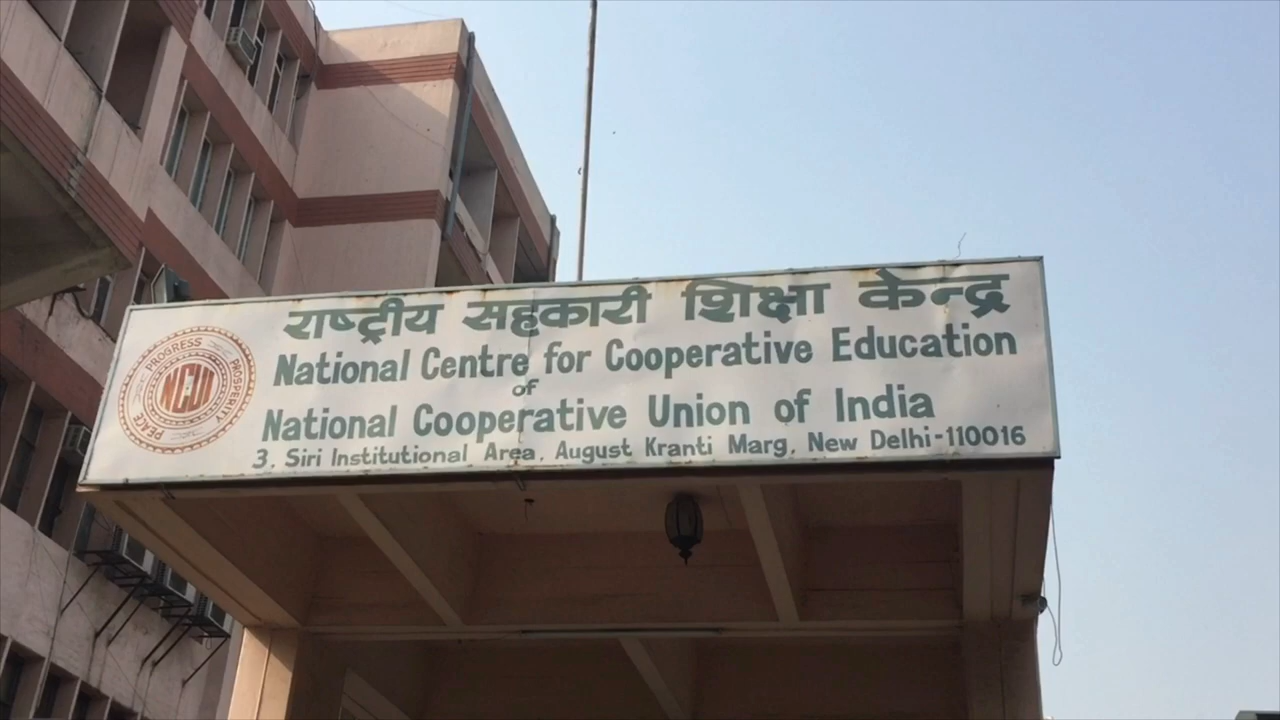 राष्ट्रीय सहकारी शिक्षा केन्द्र
National Centre for Cooperative Education
of
National Cooperative Union of India
3, Siri Institutional Area, August Kranti Marg, New Delhi-110016
PROGRESS
PROSPERITY
PEACE
NCUI